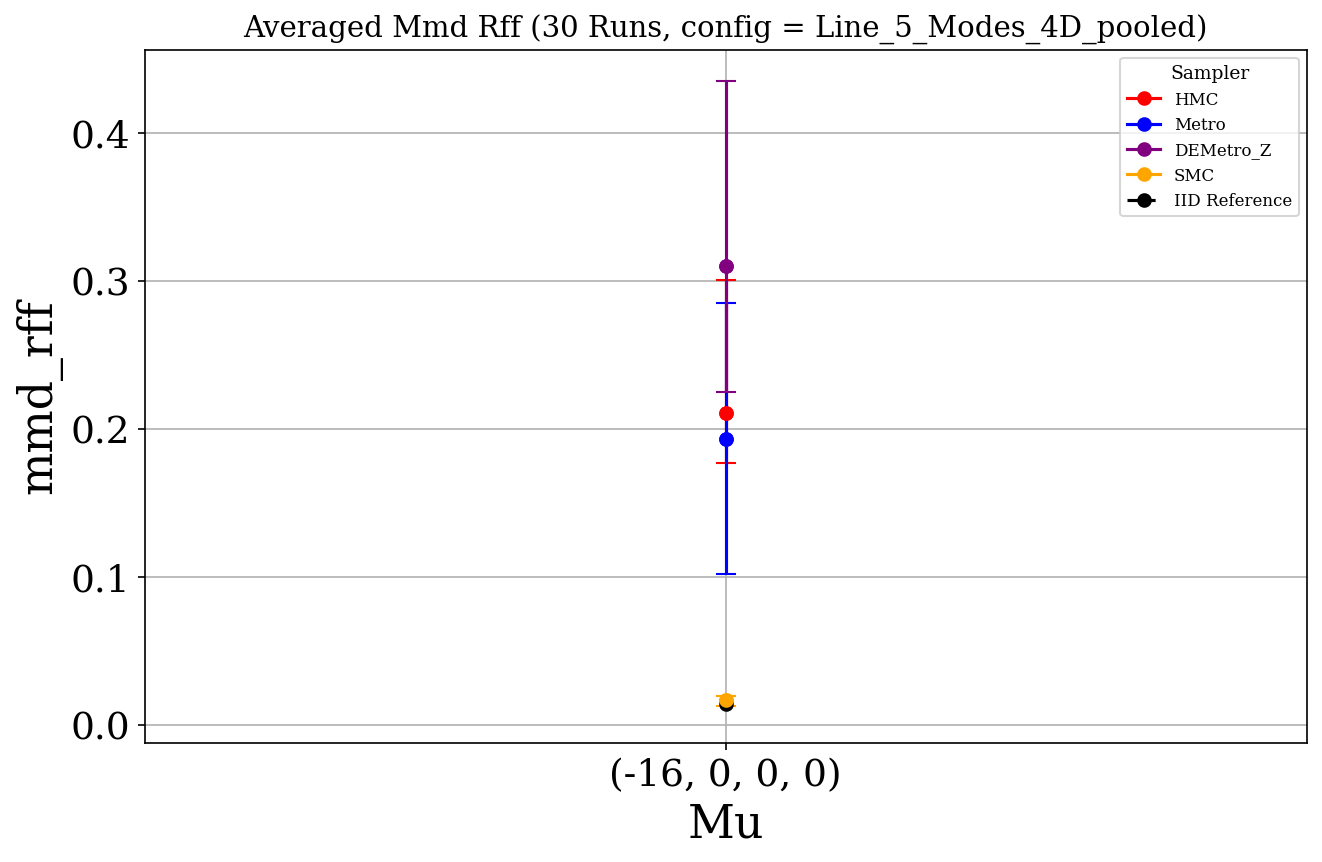 Averaged Mmd Rff (30 Runs, config = Line_5_Modes_4D_pooled)
Sampler
HMC
Metro
DEMetro_Z
SMC
IID Reference
mmd_rff
0.4
0.3
0.2
0.1
0.0
(-16, 0, 0, 0)
Mu